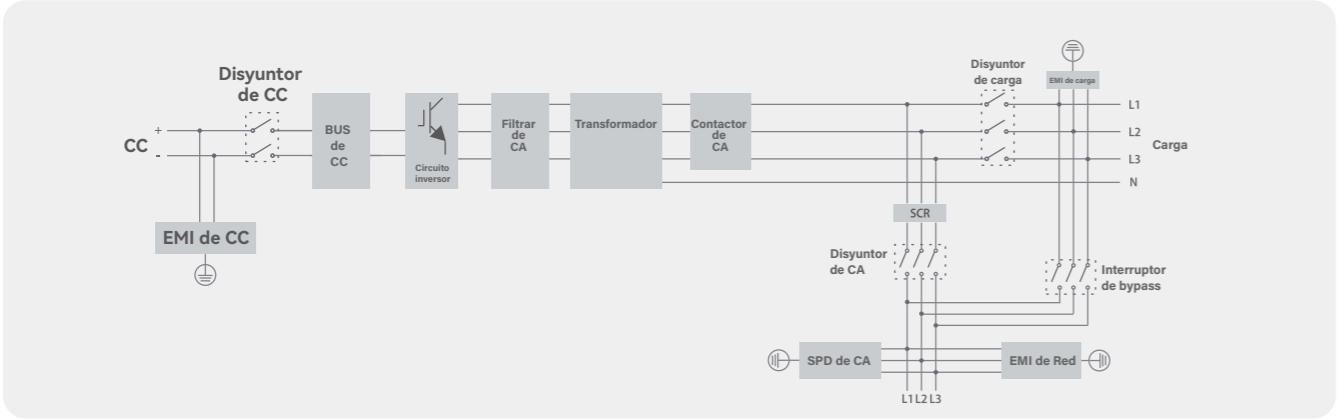 Disyuntor
de CC
CC
+
-
EMI de CC
BUS
de
CC
Circuito
inversor
Filtrar
de
CA
Transformador
Contactor
de
CA
Disyuntor
de carga
EMI de carga
L1
L2
L3
N
Carga
SCR
Disyuntor
de CA
Interruptor
de bypass
SPD de CA
EMI de Red
L1 L2 L3